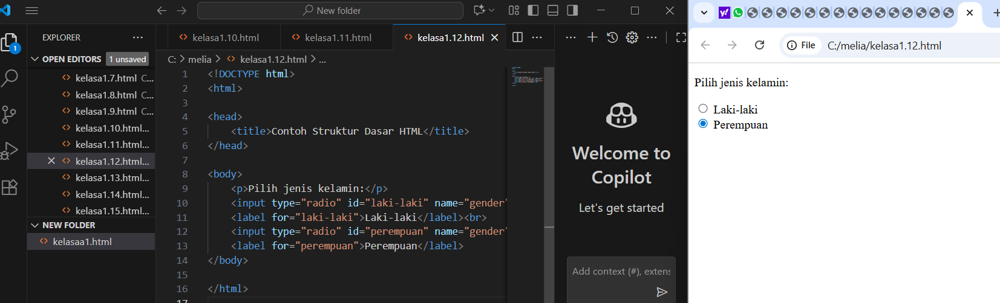 New folder
EXPLORER
OPEN EDITORS 1 unsaved
kelasa1.7.html C...
kelasa1.8.html C...
kelasa1.9.html C...
kelasa1.10.html...
kelasa1.11.html...
kelasa1.12.html...
kelasa1.13.html...
kelasa1.14.html...
kelasa1.15.html...
NEW FOLDER
kelasaa1.html
1
kelasa1.10.html kelasa1.11.html kelasa1.12.html
C: > melia > kelasa1.12.html > ...
1 <!DOCTYPE html>
2 <html>
3
4 <head>
5 <title>Contoh Struktur Dasar HTML</title>
6 </head>
7
8 <body>
9 <p>Pilih jenis kelamin:</p>
10 <input type="radio" id="laki-laki" name="gender"
11 <label for="laki-laki">Laki-laki</label><br>
12 <input type="radio" id="perempuan" name="gender"
13 <label for="perempuan">Perempuan</label>
14 </body>
15
16 </html>
17
Welcome to
Copilot
Let's get started
Add context (#), extens
y!
File C:/melia/kelasa1.12.html
Pilih jenis kelamin:
Laki-laki
Perempuan